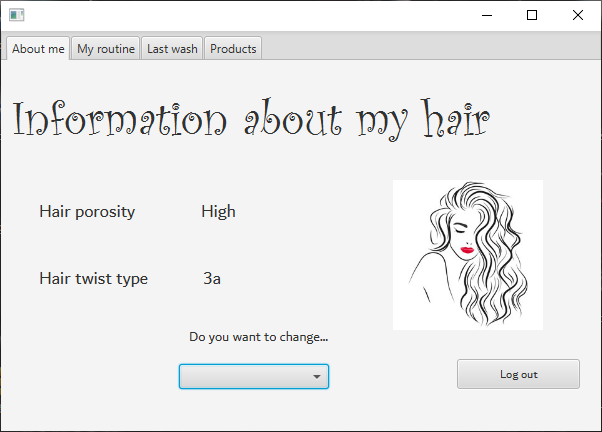 About me My routine Last wash Products
Information about my hair
Hair porosity High
Hair twist type 3a
Do you want to change...
Log out